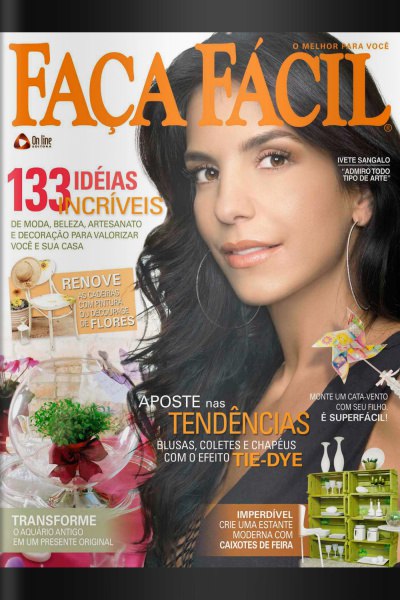 O MELHOR PARA VOCÊ
FAÇA FÁCIL®
On line
EDITORA
IVETE SANGALO
"ADMIRO TODO
TIPO DE ARTE"
133 IDÉIAS
INCRÍVEIS
DE MODA, BELEZA, ARTESANATO
E DECORAÇÃO PARA VALORIZAR
VOCÊ E SUA CASA
RENOVE
AS CADEIRAS
COM PINTURA
OU DECOUPAGE
DE FLORES
APOSTE nas
TENDÊNCIAS
BLUSAS, COLETES E CHAPÉUS
COM O EFEITO TIE-DYE
MONTE UM CATA-VENTO
COM SEU FILHO.
É SUPERFÁCIL!
TRANSFORME
O AQUÁRIO ANTIGO
EM UM PRESENTE ORIGINAL
IMPERDÍVEL
CRIE UMA ESTANTE
MODERNA COM
CAIXOTES DE FEIRA